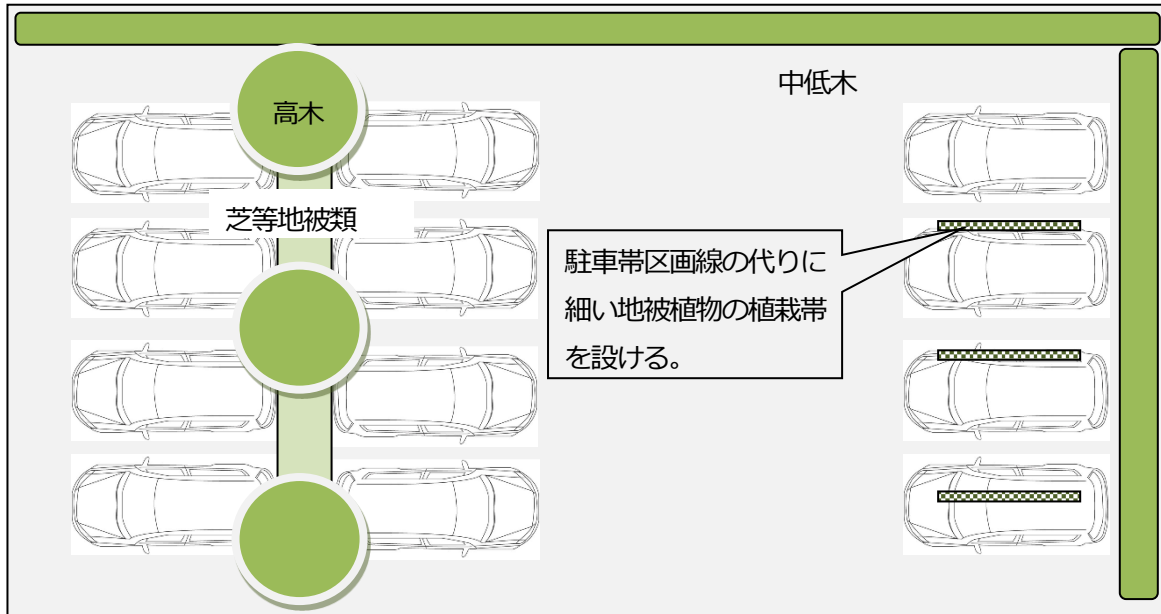 中低木
高木
芝等地被類
駐車帯区画線の代りに
細い地被植物の植栽帯
を設ける。